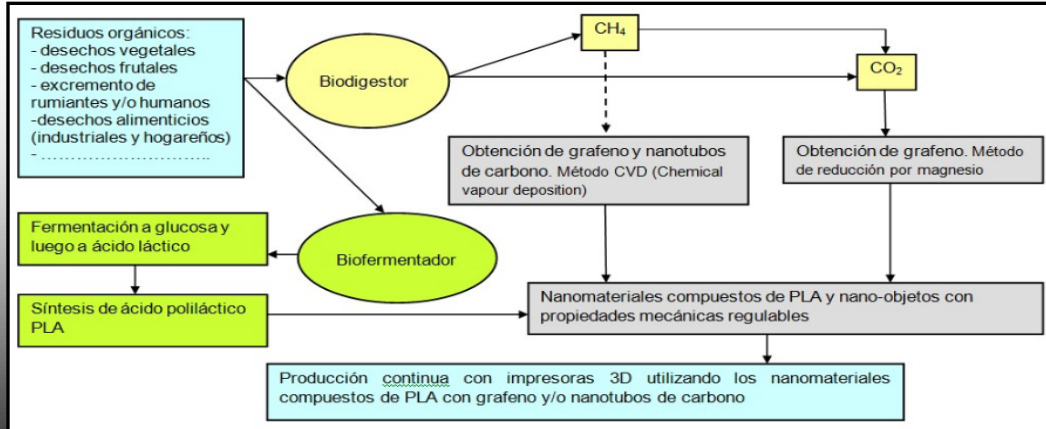 Residuos orgánicos:
- desechos vegetales
- desechos frutales
- excremento de
rumiantes y/o humanos
-desechos alimenticios
(industriales y hogareños)
- ………………………..
Biodigestor
CH₄
CO₂
Obtención de grafeno y nanotubos
de carbono. Método CVD (Chemical
vapour deposition)
Obtención de grafeno. Método
de reducción por magnesio
Fermentación a glucosa y
luego a ácido láctico
Biofermentador
Síntesis de ácido poliláctico
PLA
Nanomateriales compuestos de PLA y nano-objetos con
propiedades mecánicas regulables
Producción continua con impresoras 3D utilizando los nanomateriales
compuestos de PLA con grafeno y/o nanotubos de carbono